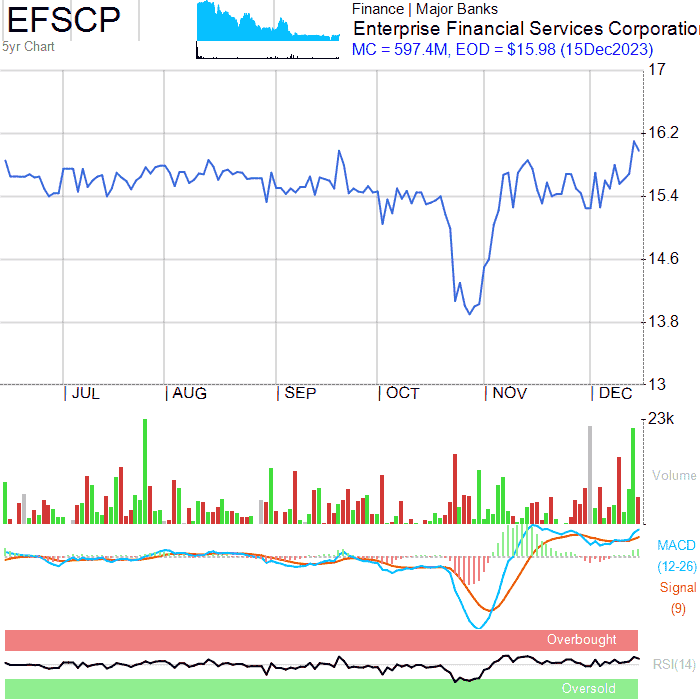 EFSCP
5yr Chart
Finance | Major Banks
Enterprise Financial Services Corporatio
MC = 597.4M, EOD = $15.98 (15Dec2023)
17
16.2
15.4
14.6
13.8
13
JUL AUG SEP OCT NOV DEC
23k
Volume
MACD
(12-26)
Signal
(9)
Overbought
RSI(14)
Oversold